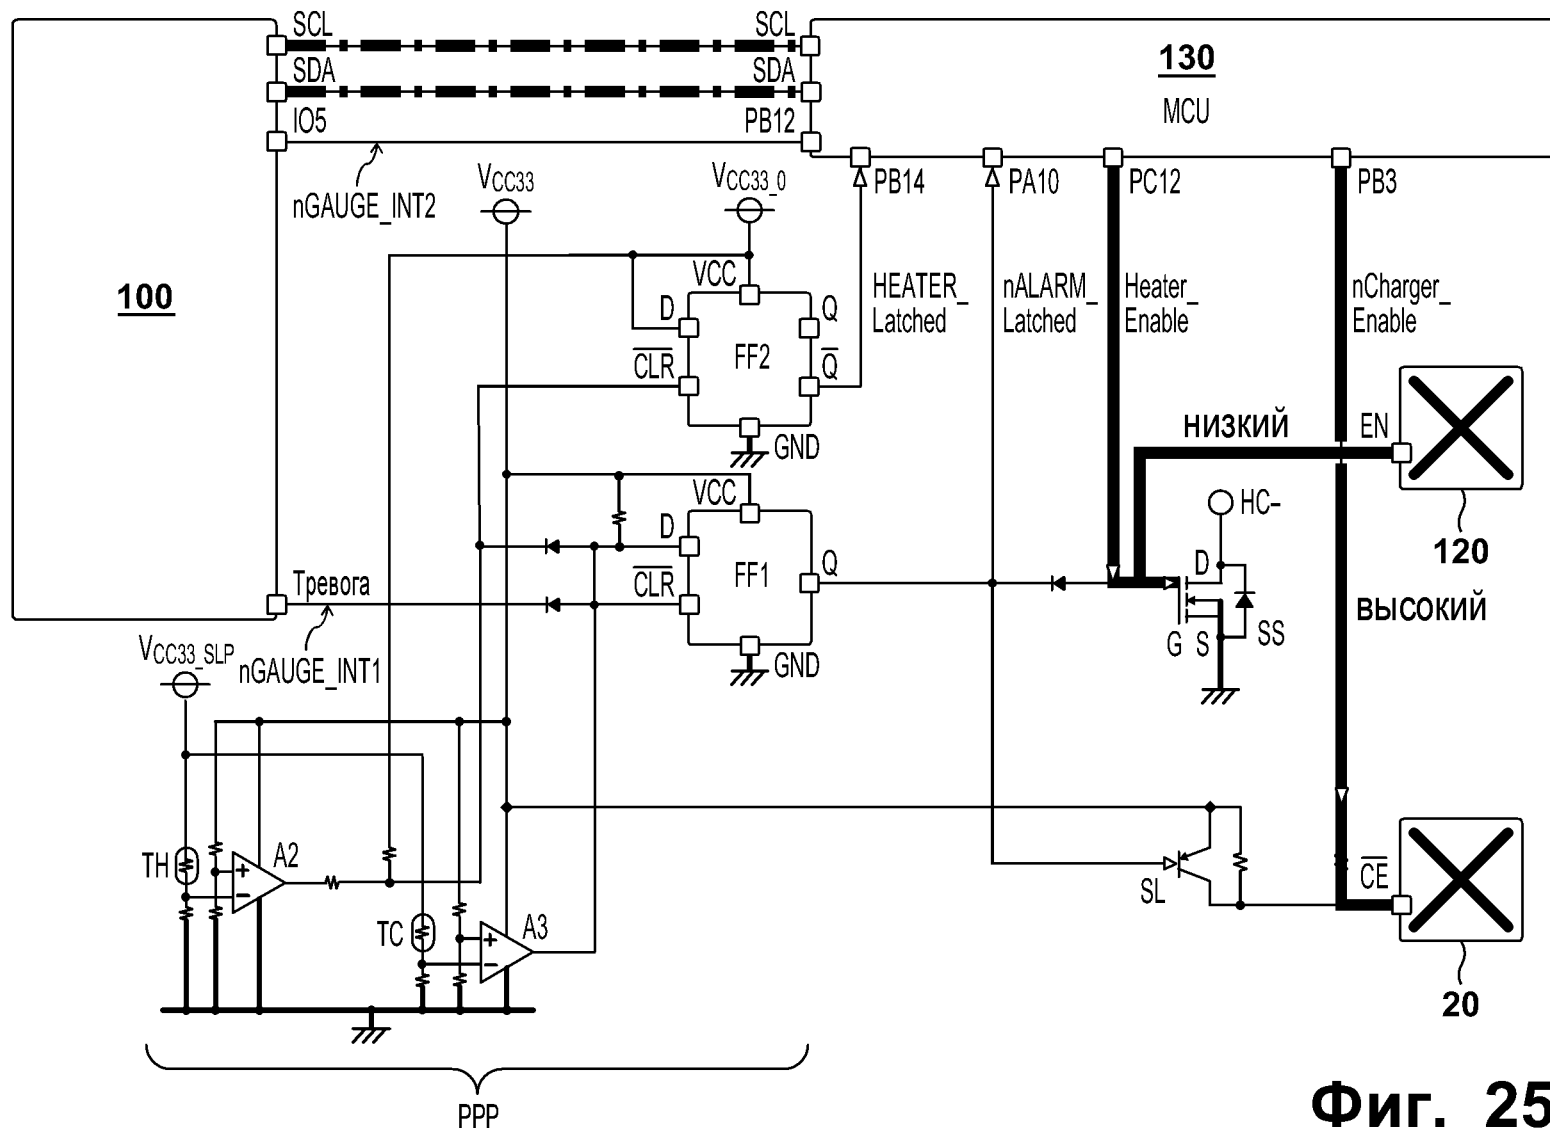 SCL
SCL
SDA
SDA
IO5
PB12
nGAUGE_INT2
100
130
MCU
PB14
PA10
PC12
PB3
VCC33
VCC33_0
VCC
D
Q
CLR
FF2
Q
GND
HEATER_
Latched
nALARM_
Latched
Heater_
Enable
nCharger_
Enable
НИЗКИЙ
EN
120
VCC
D
Q
CLR
FF1
GND
HC–
D
G
S
SS
ВЫСОКИЙ
Тревога
nGAUGE_INT1
VCC33_SLP
TH
+
–
A2
TC
+
–
A3
SL
CE
20
PPP
Фиг. 25